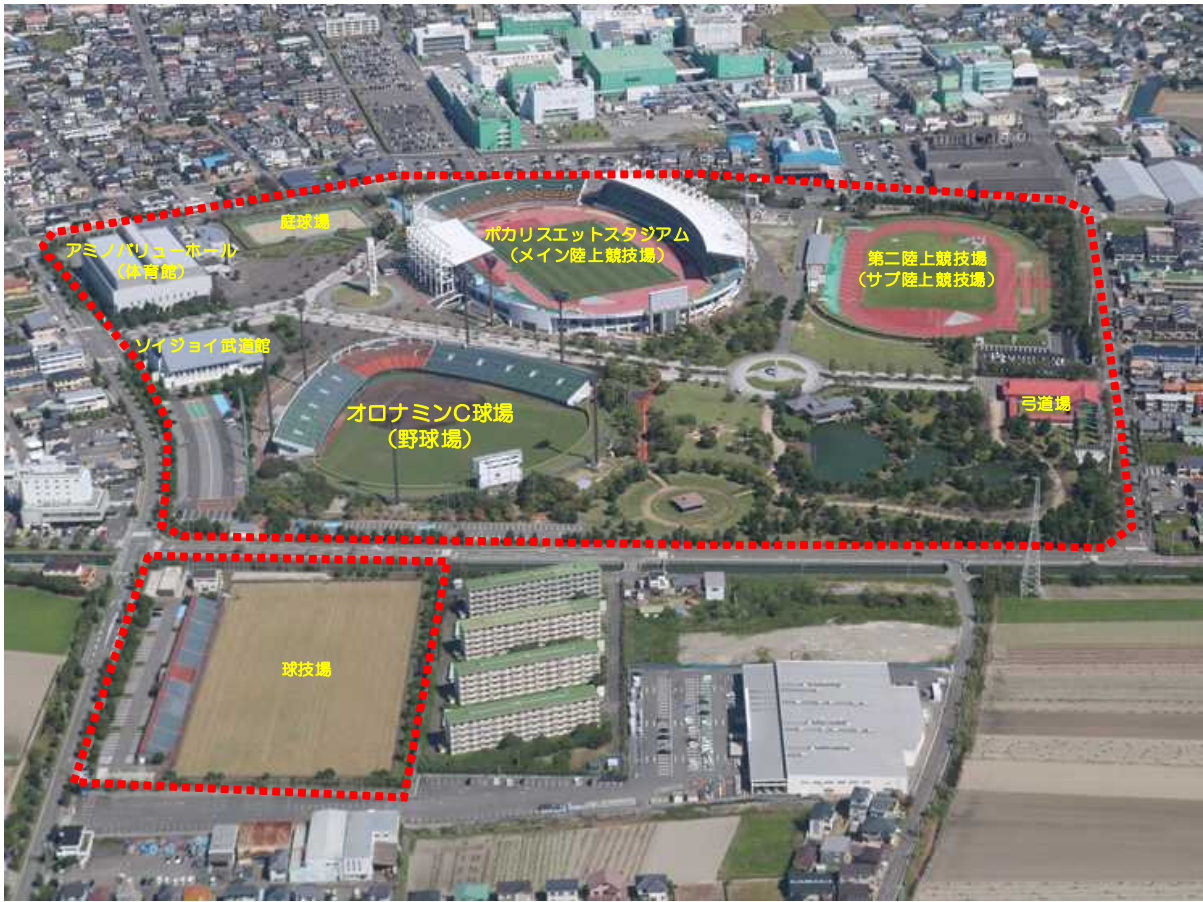 庭球場
アミノバリューホール
（体育館）
ポカリスエットスタジアム
（メイン陸上競技場）
第二陸上競技場
（サブ陸上競技場）
ソイジョイ武道館
オロナミンC球場
（野球場）
弓道場
球技場